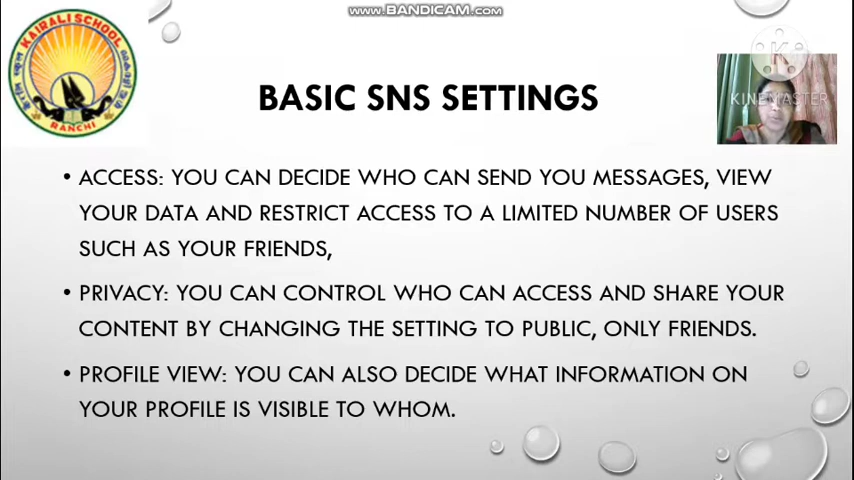 www.BANDICAM.com
KAIRALI SCHOOL
RANCHI
KINEMASTER
BASIC SNS SETTINGS
• ACCESS: YOU CAN DECIDE WHO CAN SEND YOU MESSAGES, VIEW
YOUR DATA AND RESTRICT ACCESS TO A LIMITED NUMBER OF USERS
SUCH AS YOUR FRIENDS,
• PRIVACY: YOU CAN CONTROL WHO CAN ACCESS AND SHARE YOUR
CONTENT BY CHANGING THE SETTING TO PUBLIC, ONLY FRIENDS.
• PROFILE VIEW: YOU CAN ALSO DECIDE WHAT INFORMATION ON
YOUR PROFILE IS VISIBLE TO WHOM.